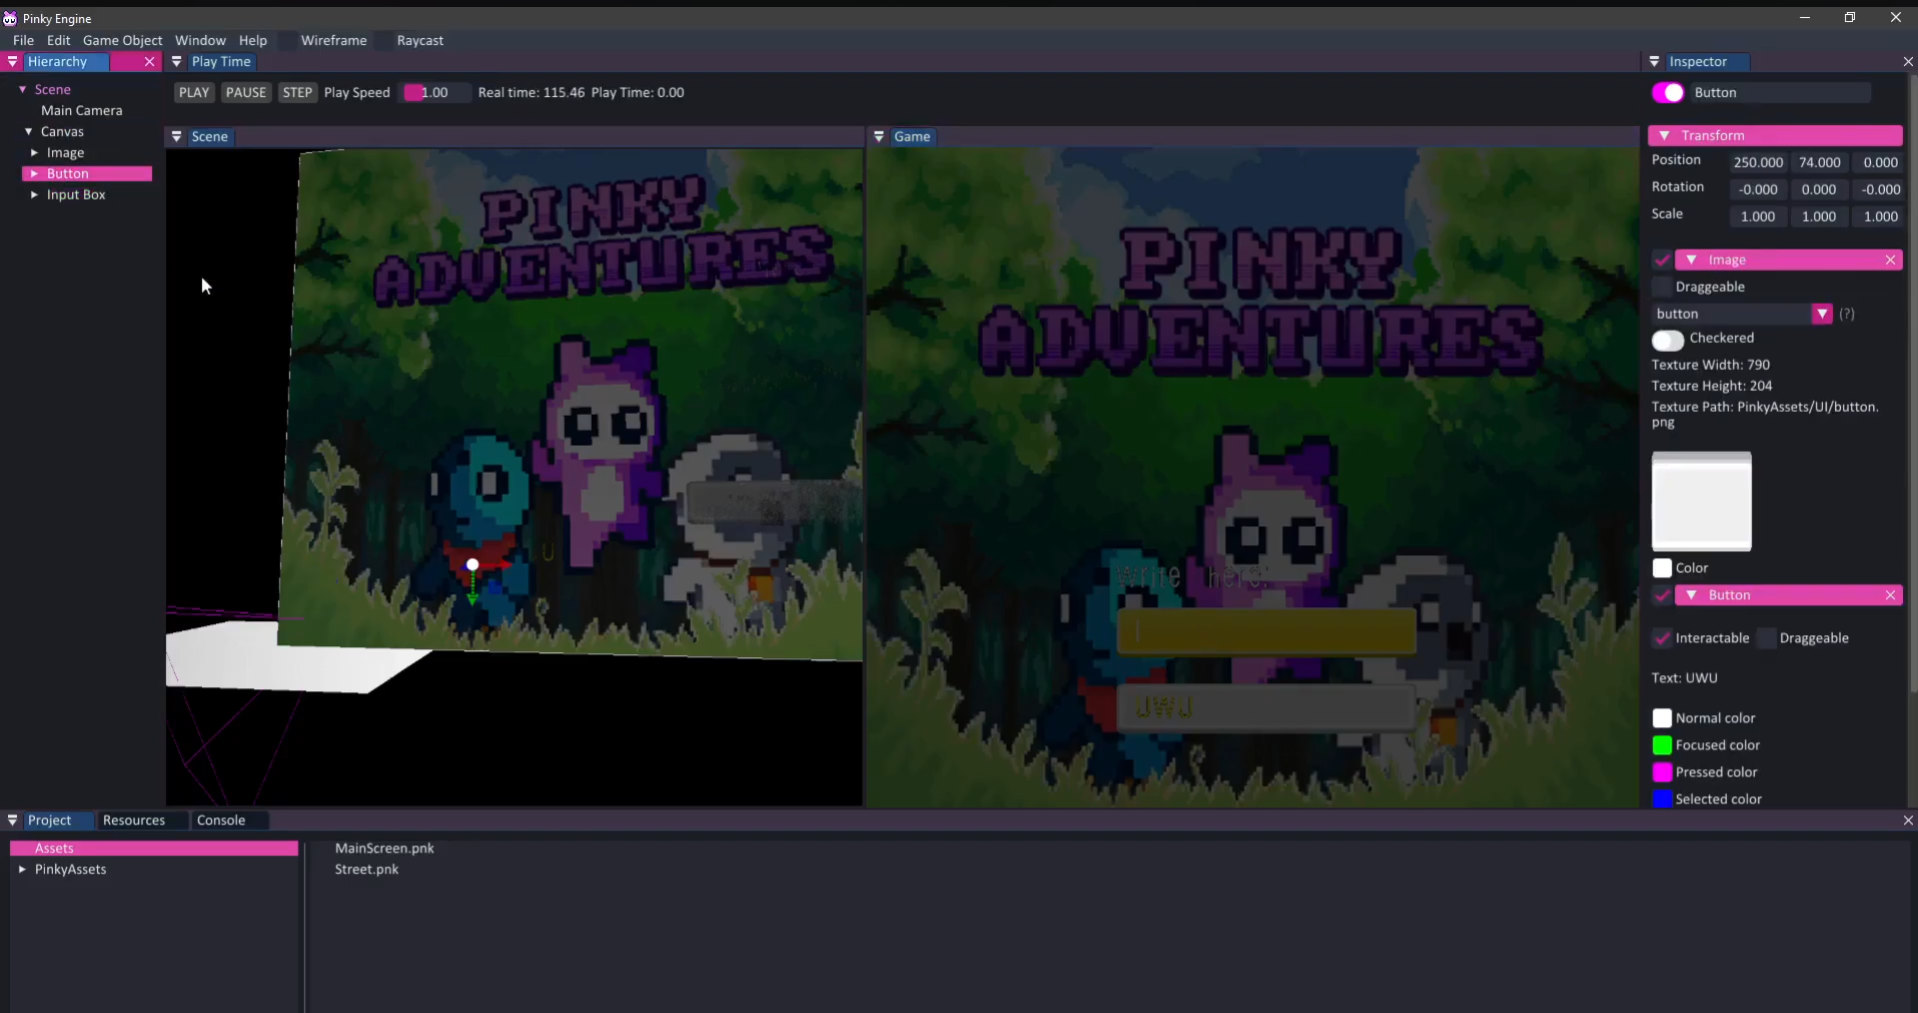 Pinky Engine
File Edit Game Object Window Help Wireframe Raycast
Hierarchy
Scene
Main Camera
Canvas
Image
Button
Input Box
Play Time
PLAY PAUSE STEP Play Speed 1.00 Real time: 115.46 Play Time: 0.00
Scene
PINKY
ADVENTURES
U
Game
PINKY
ADVENTURES
Write here:
UWU
Inspector
Button
Transform
Position 250.000 74.000 0.000
Rotation -0.000 0.000 -0.000
Scale 1.000 1.000 1.000
Image
Draggeable
button (?)
Checkered
Texture Width: 790
Texture Height: 204
Texture Path: PinkyAssets/UI/button.
png
Color
Button
Interactable Draggeable
Text: UWU
Normal color
Focused color
Pressed color
Selected color
Project Resources Console
Assets
PinkyAssets
MainScreen.pnk
Street.pnk